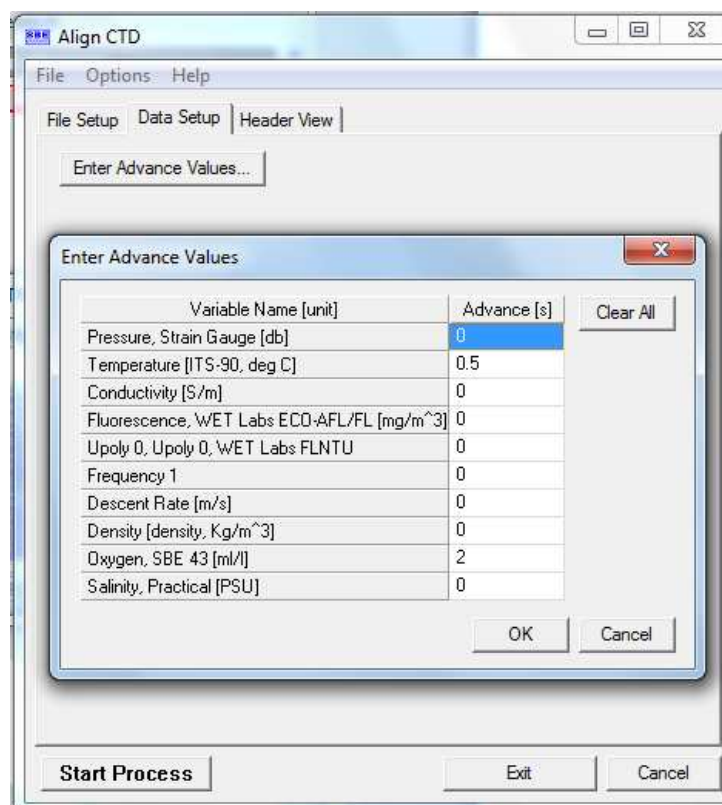 SBE Align CTD
File Options Help
File Setup Data Setup Header View
Enter Advance Values...
Enter Advance Values
Variable Name [unit] Advance [s] Clear All
Pressure, Strain Gauge [db] 0
Temperature [ITS-90, deg C] 0.5
Conductivity [S/m] 0
Fluorescence, WET Labs ECO-AFL/FL [mg/m^3] 0
Upoly 0, Upoly 0, WET Labs FLNTU 0
Frequency 1 0
Descent Rate [m/s] 0
Density [density, Kg/m^3] 0
Oxygen, SBE 43 [ml/l] 2
Salinity, Practical [PSU] 0
OK Cancel
Start Process Exit Cancel